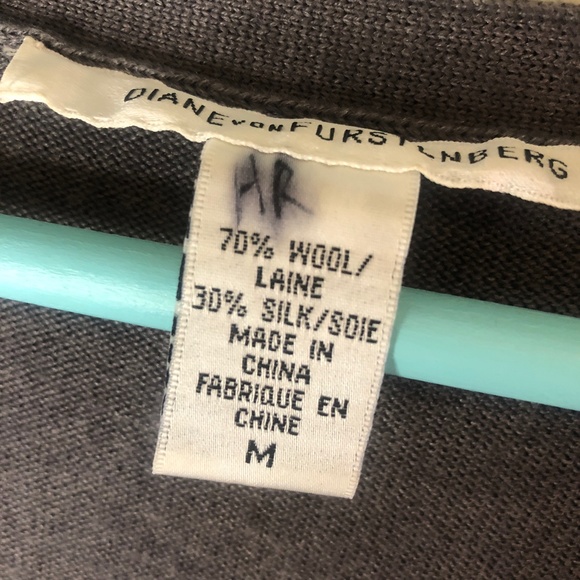 DIANE VON FURSTENBERG
HR
70% WOOL/
LAINE
30% SILK/SOIE
MADE IN
CHINA
FABRIQUE EN
CHINE
M